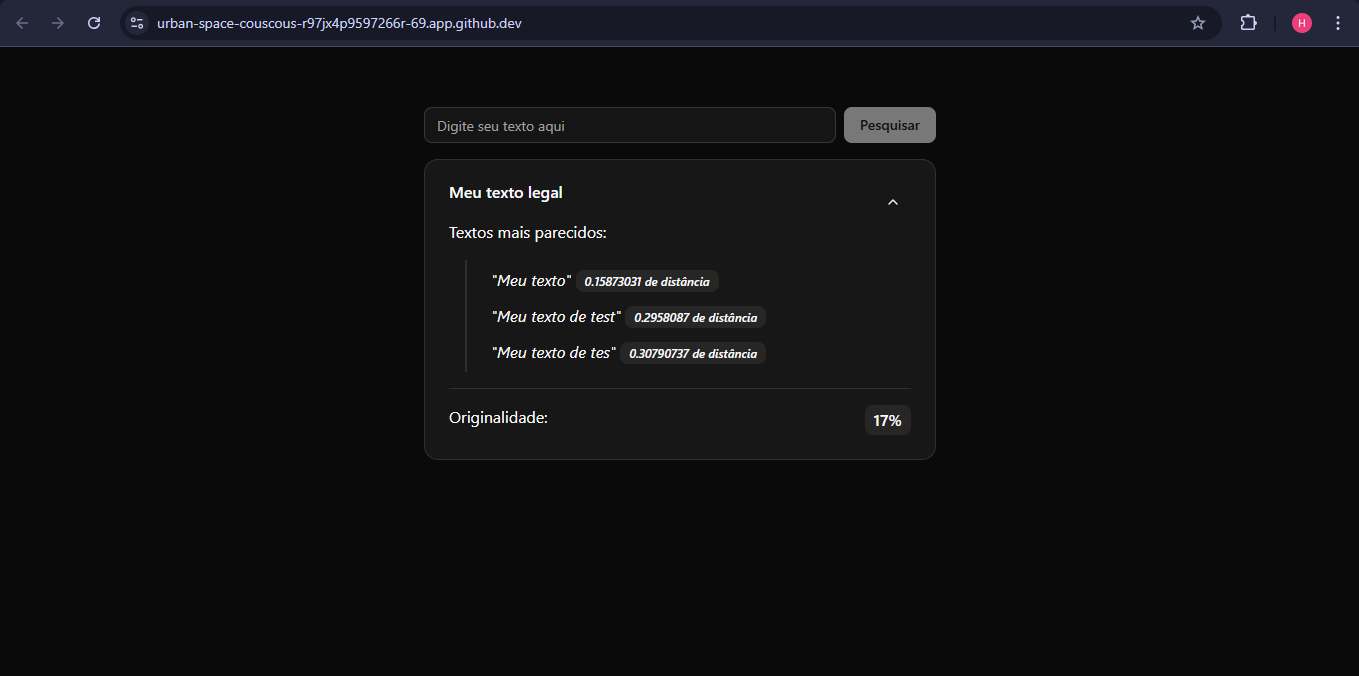 urban-space-couscous-r97jx4p9597266r-69.app.github.dev
H
Digite seu texto aqui
Pesquisar
Meu texto legal
Textos mais parecidos:
"Meu texto" 0.15873031 de distância
"Meu texto de test" 0.2958087 de distância
"Meu texto de tes" 0.30790737 de distância
Originalidade: 17%